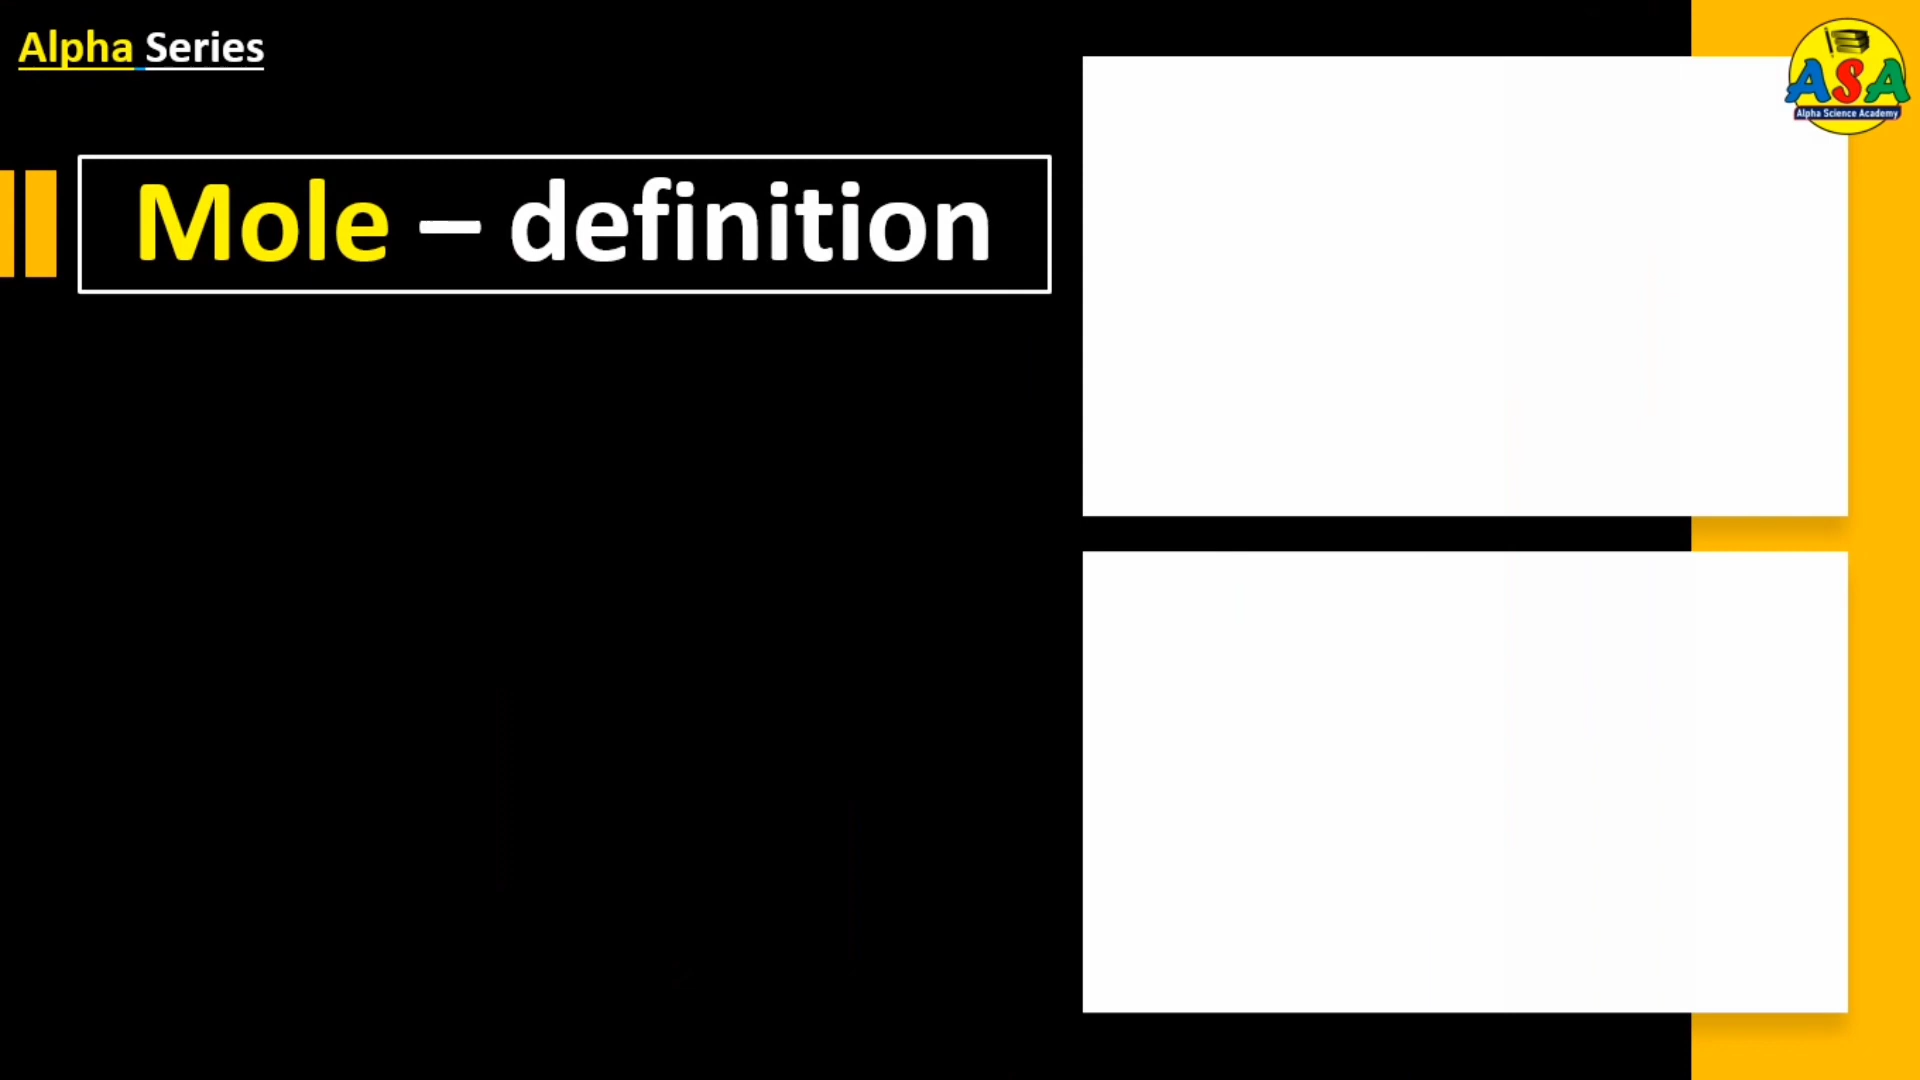 Alpha Series
Mole – definition
ASA
Alpha Science Academy